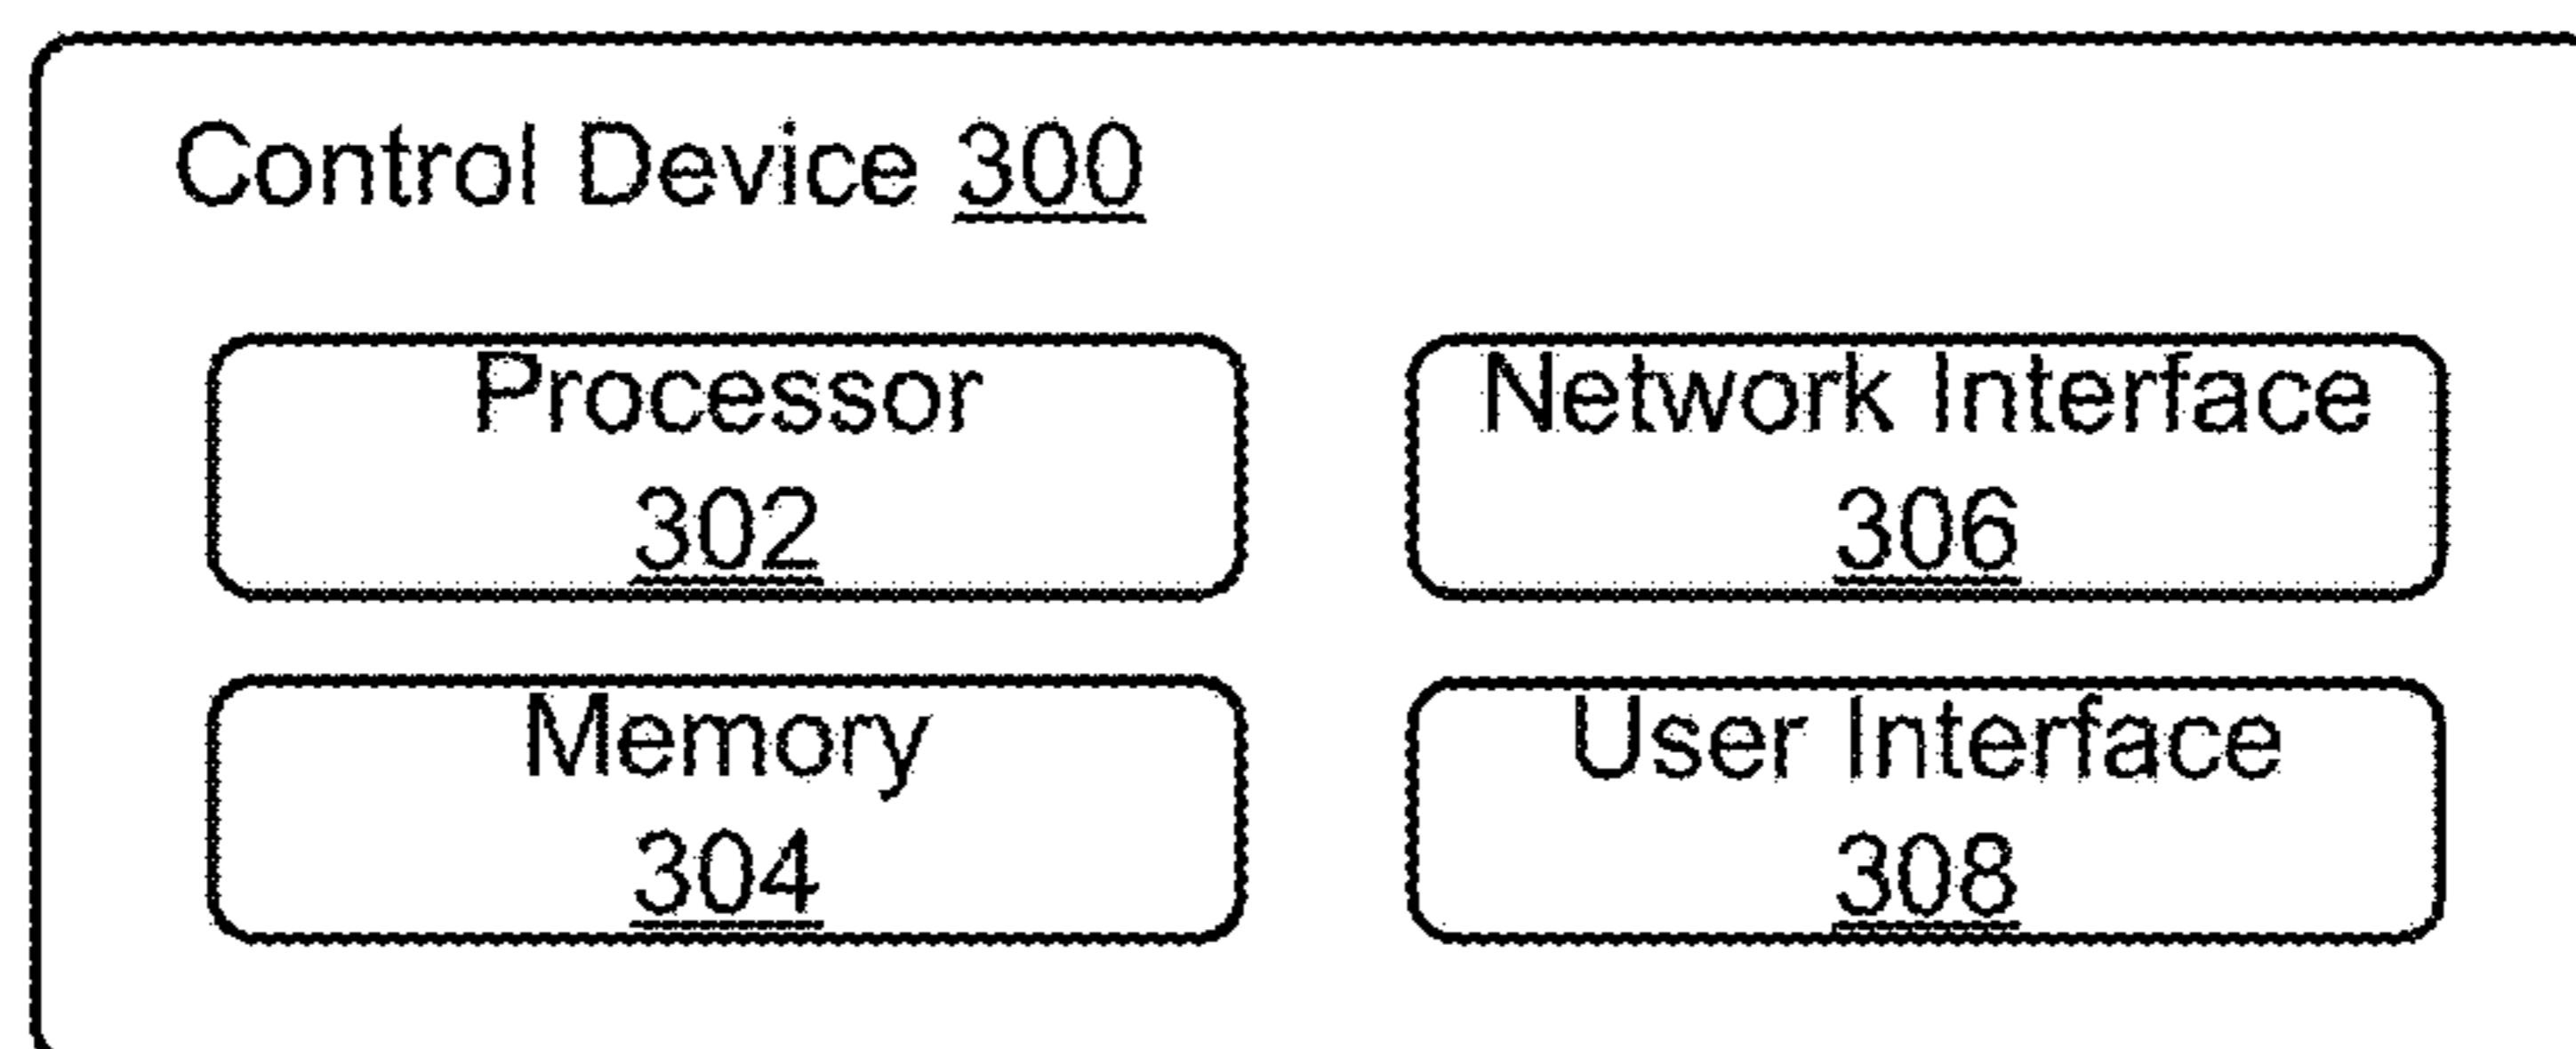 Control Device 300
Processor
302
Network Interface
306
Memory
304
User Interface
308